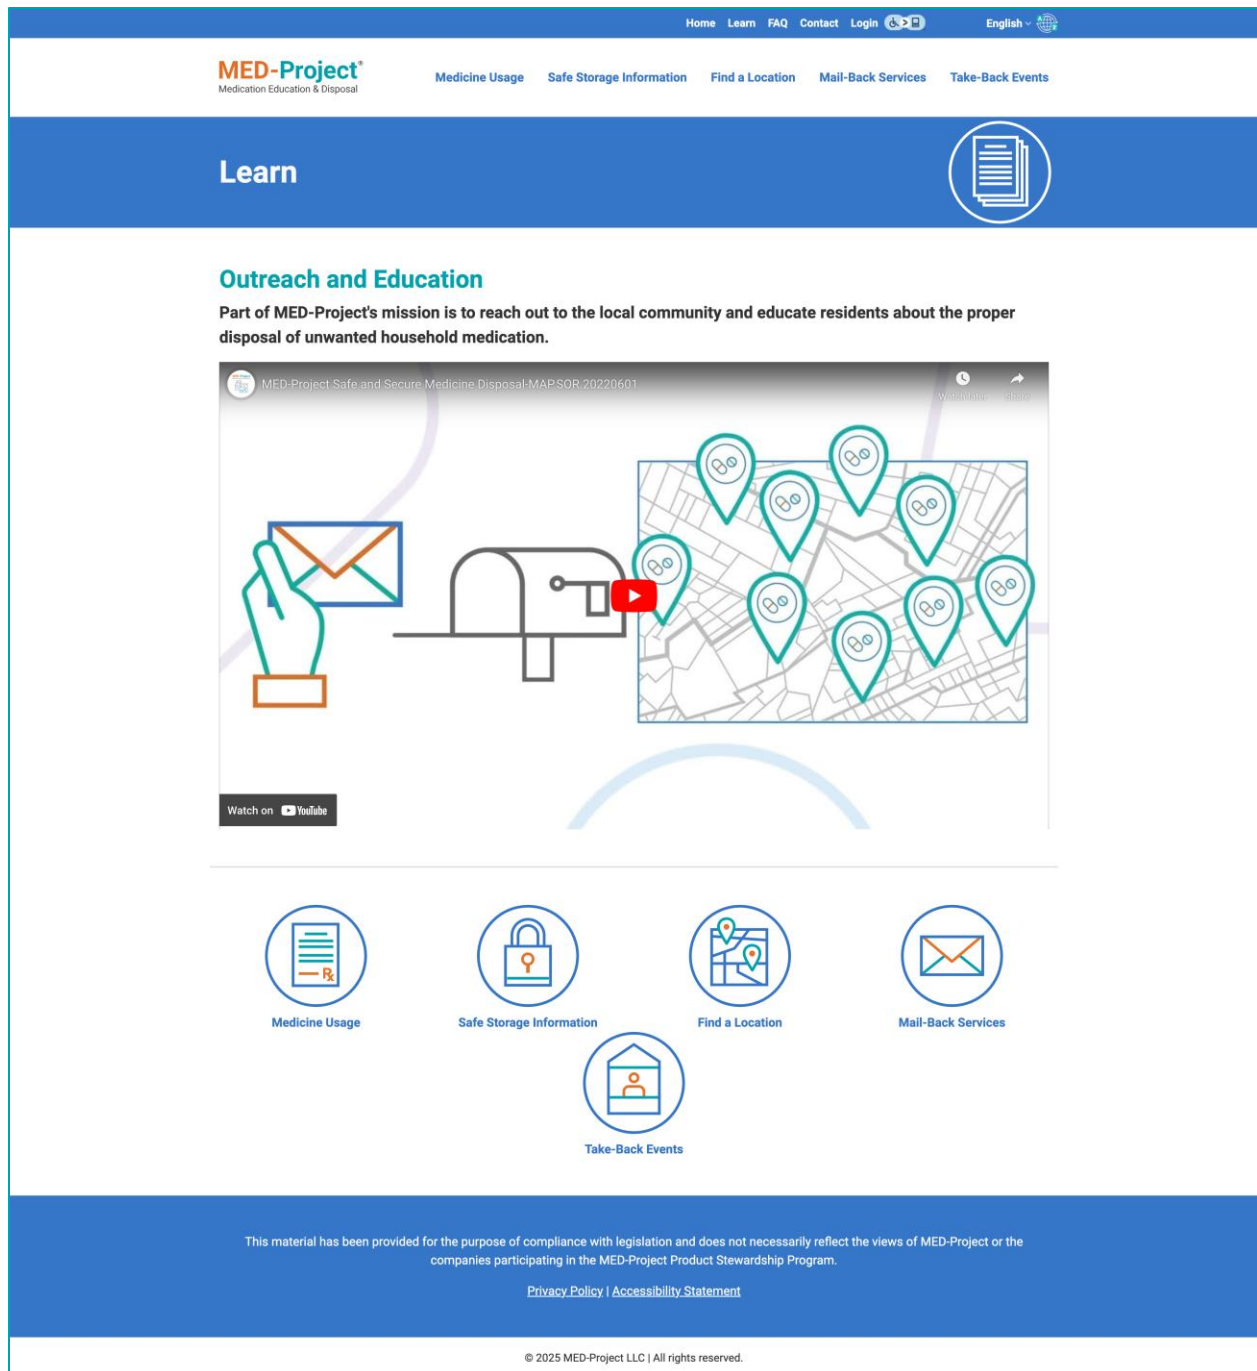 Home Learn FAQ Contact Login English
MED-Project®
Medication Education & Disposal
Medicine Usage Safe Storage Information Find a Location Mail-Back Services Take-Back Events
Learn
Outreach and Education
Part of MED-Project's mission is to reach out to the local community and educate residents about the proper
disposal of unwanted household medication.
MED-Project Safe and Secure Medicine Disposal-MAP.SOR.20220601
Watch later Share
Watch on YouTube
Rx
Medicine Usage Safe Storage Information Find a Location Mail-Back Services
Take-Back Events
This material has been provided for the purpose of compliance with legislation and does not necessarily reflect the views of MED-Project or the
companies participating in the MED-Project Product Stewardship Program.
Privacy Policy | Accessibility Statement
© 2025 MED-Project LLC | All rights reserved.